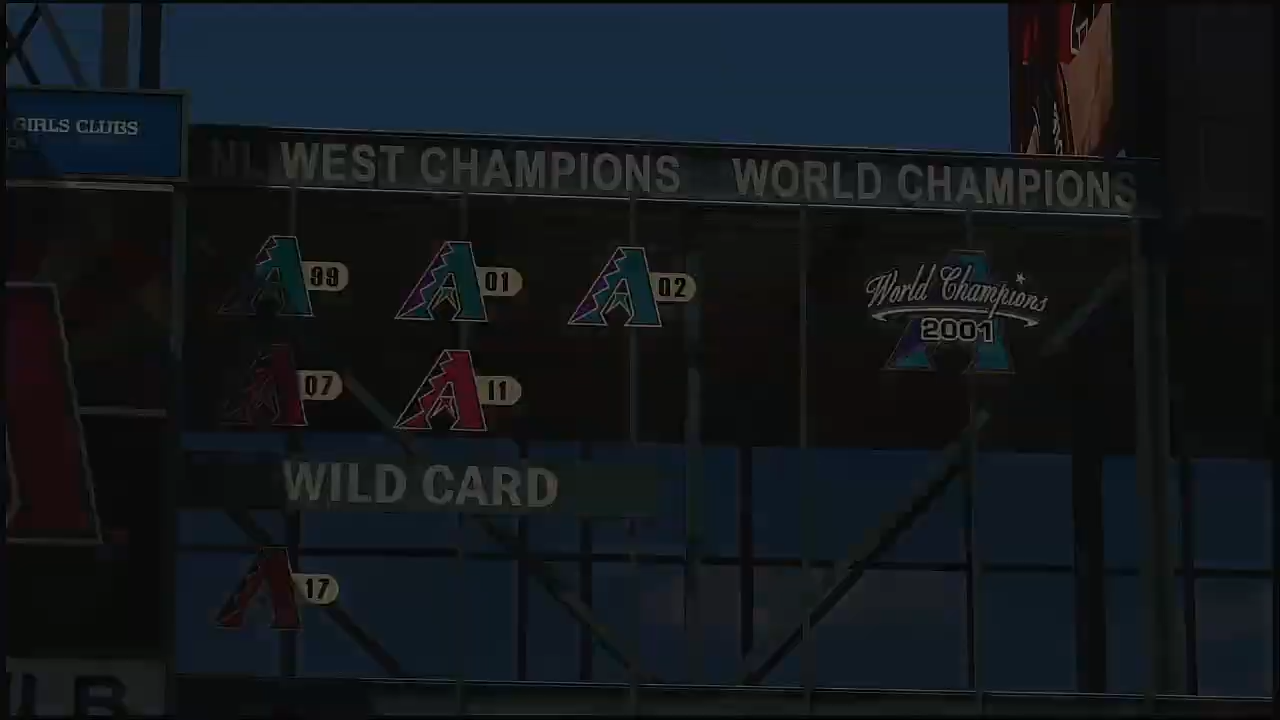 GIRLS CLUBS
NL WEST CHAMPIONS
WORLD CHAMPIONS
A 99
A 01
A 02
World Champions
2001
A 07
A 11
WILD CARD
A 17